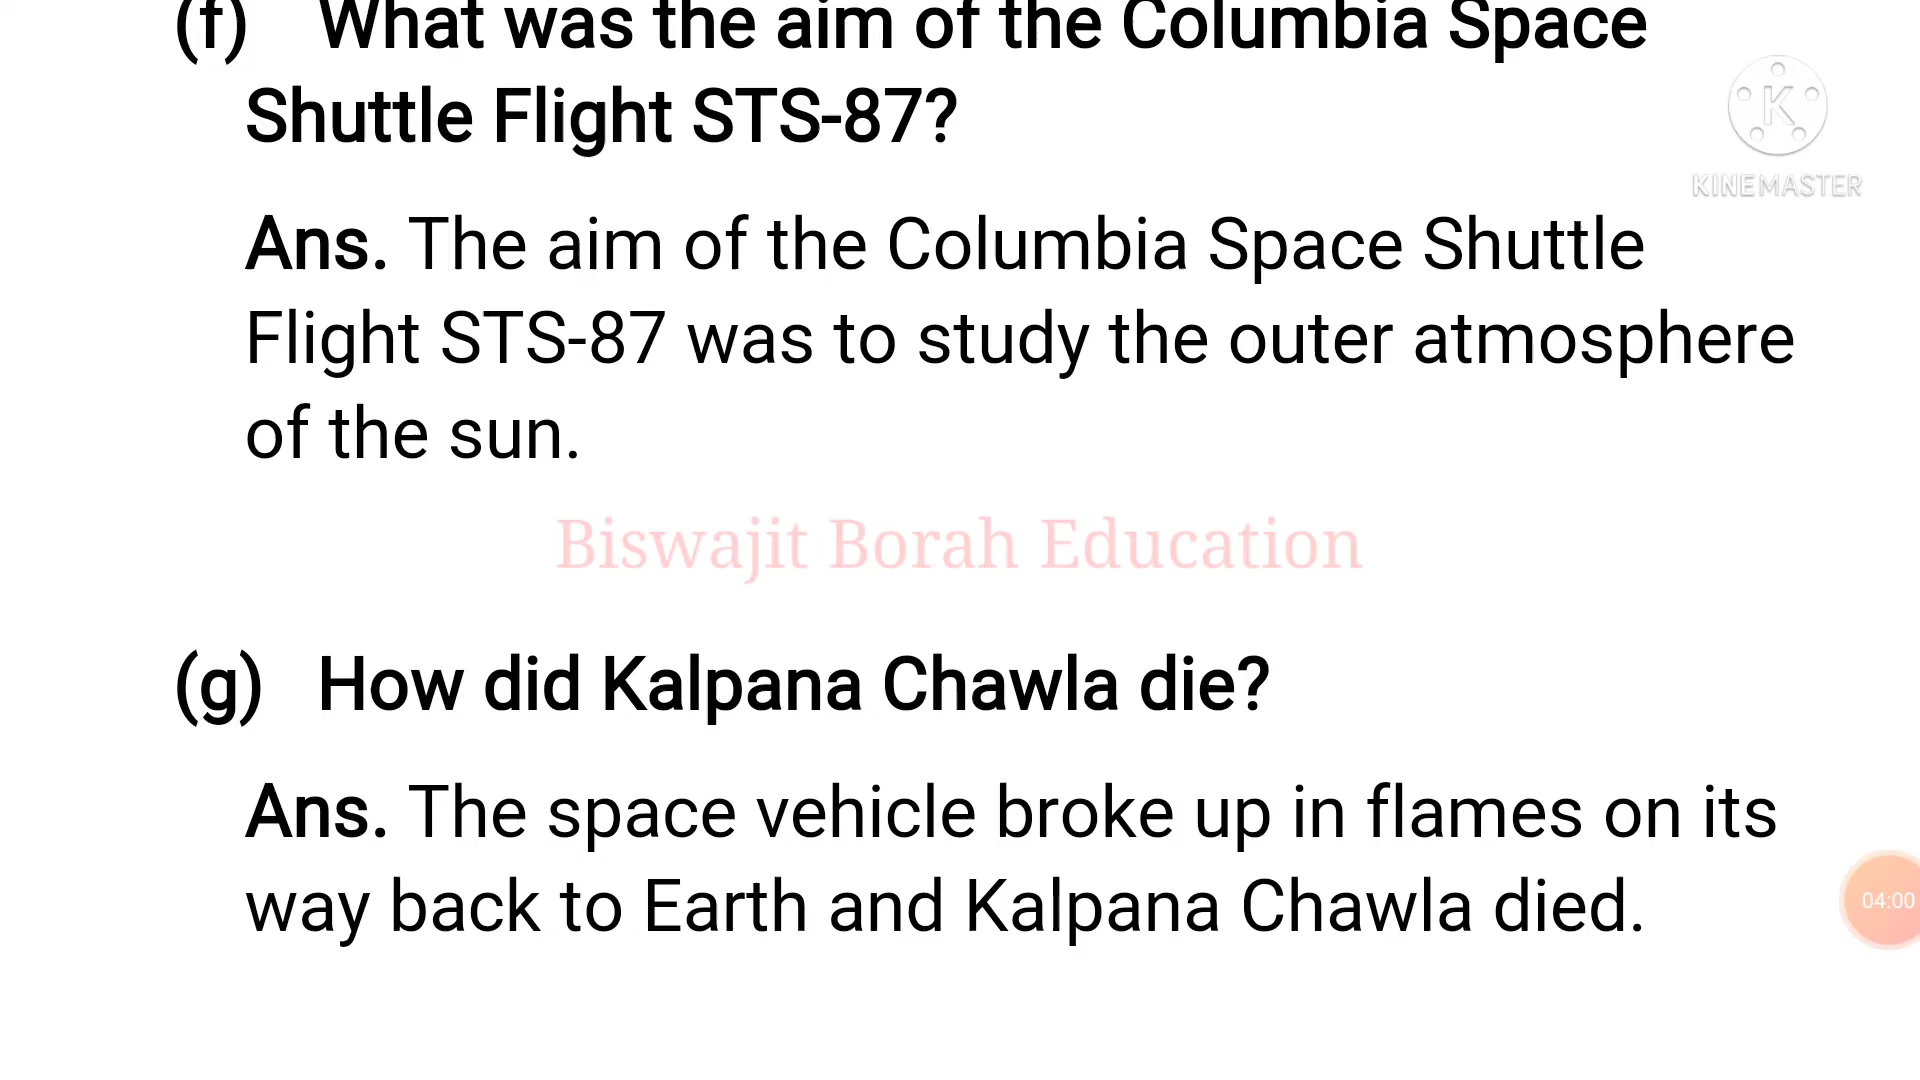 (f) What was the aim of the Columbia Space
Shuttle Flight STS-87?
KINEMASTER
Ans. The aim of the Columbia Space Shuttle
Flight STS-87 was to study the outer atmosphere
of the sun.
Biswajit Borah Education
(g) How did Kalpana Chawla die?
Ans. The space vehicle broke up in flames on its
way back to Earth and Kalpana Chawla died.
04:00